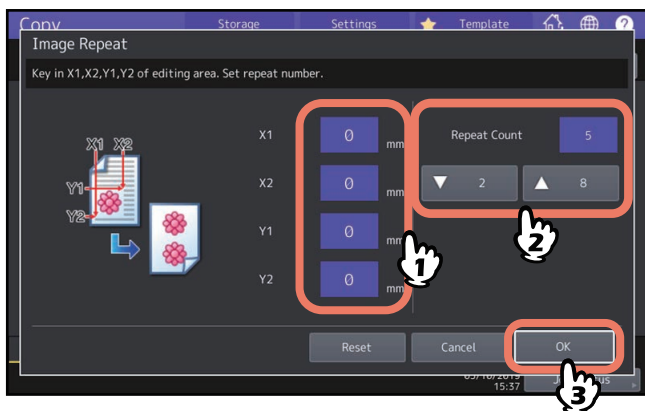 Copy Storage Settings Template
Image Repeat
Key in X1,X2,Y1,Y2 of editing area. Set repeat number.
X1 X2
Y1
Y2
X1 0 mm
X2 0 mm
Y1 0 mm
Y2 0 mm
1
Repeat Count 5
2 8
2
Reset Cancel OK
3
15:37